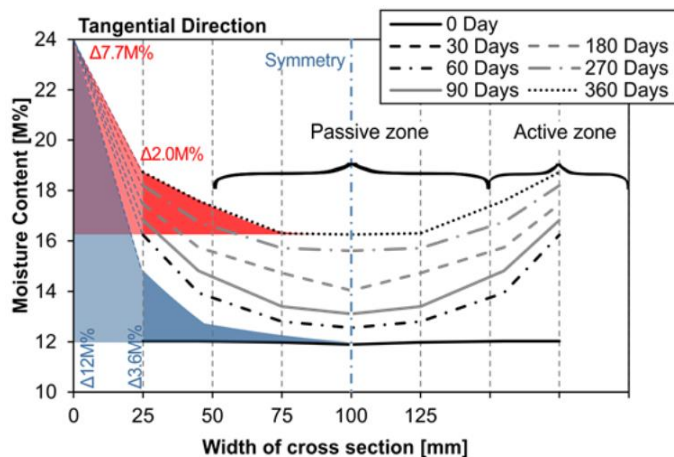 Tangential Direction
0 Day
30 Days
180 Days
60 Days
270 Days
90 Days
360 Days
Δ7.7M%
Symmetry
Δ2.0M%
Passive zone
Active zone
Moisture Content [M%]
24
22
20
18
16
14
12
10
Δ12M%
Δ3.6M%
0
25
50
75
100
125
Width of cross section [mm]